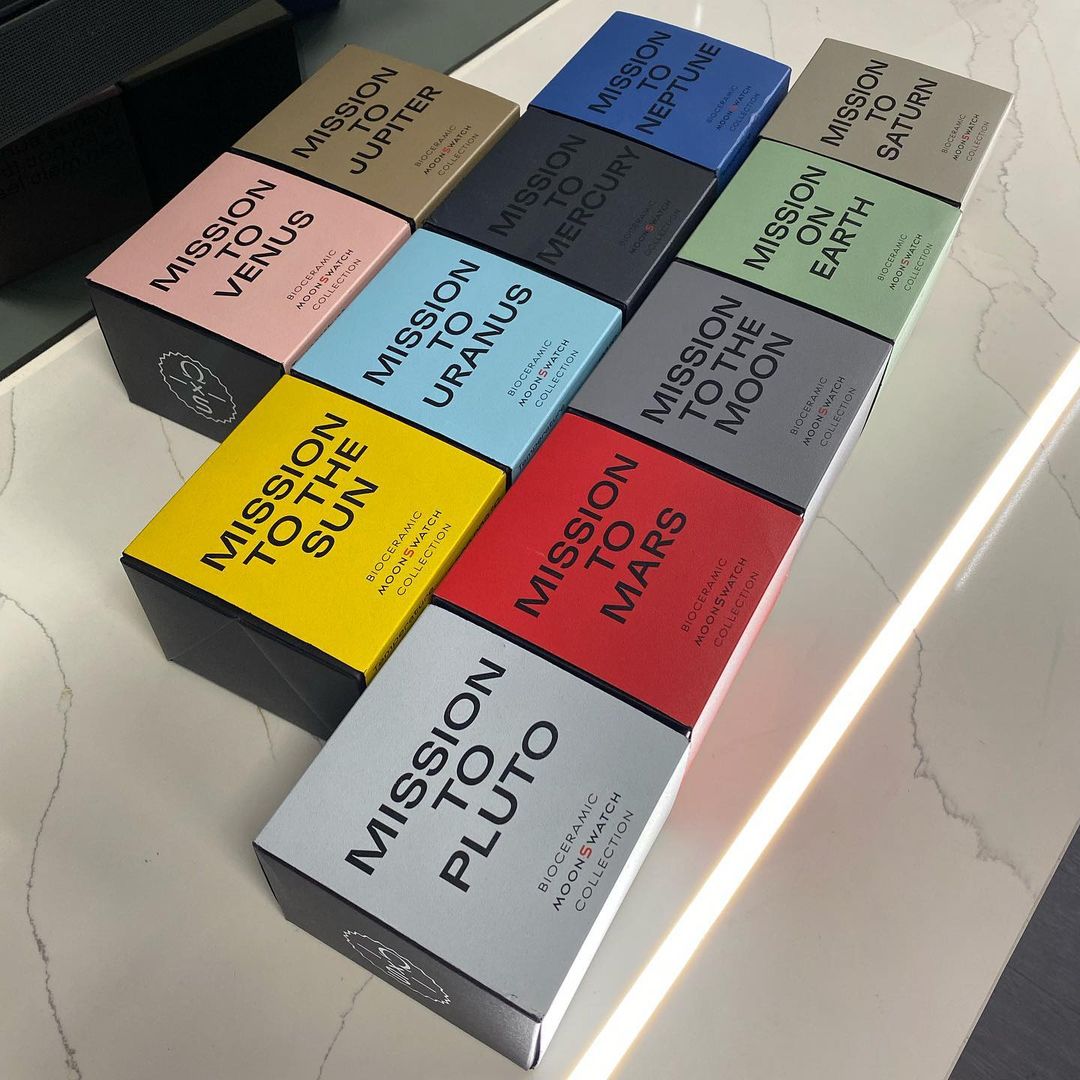 MISSION
TO
JUPITER
BIOCERAMIC
MOONSWATCH
COLLECTION
MISSION
TO
NEPTUNE
BIOCERAMIC
MOONSWATCH
COLLECTION
MISSION
TO
SATURN
BIOCERAMIC
MOONSWATCH
COLLECTION
MISSION
TO
VENUS
BIOCERAMIC
MOONSWATCH
COLLECTION
MISSION
TO
MERCURY
BIOCERAMIC
MOONSWATCH
COLLECTION
MISSION
ON
EARTH
BIOCERAMIC
MOONSWATCH
COLLECTION
MISSION
TO
URANUS
BIOCERAMIC
MOONSWATCH
COLLECTION
MISSION
TO THE
MOON
BIOCERAMIC
MOONSWATCH
COLLECTION
MISSION
TO THE
SUN
BIOCERAMIC
MOONSWATCH
COLLECTION
MISSION
TO
MARS
BIOCERAMIC
MOONSWATCH
COLLECTION
MISSION
TO
PLUTO
BIOCERAMIC
MOONSWATCH
COLLECTION